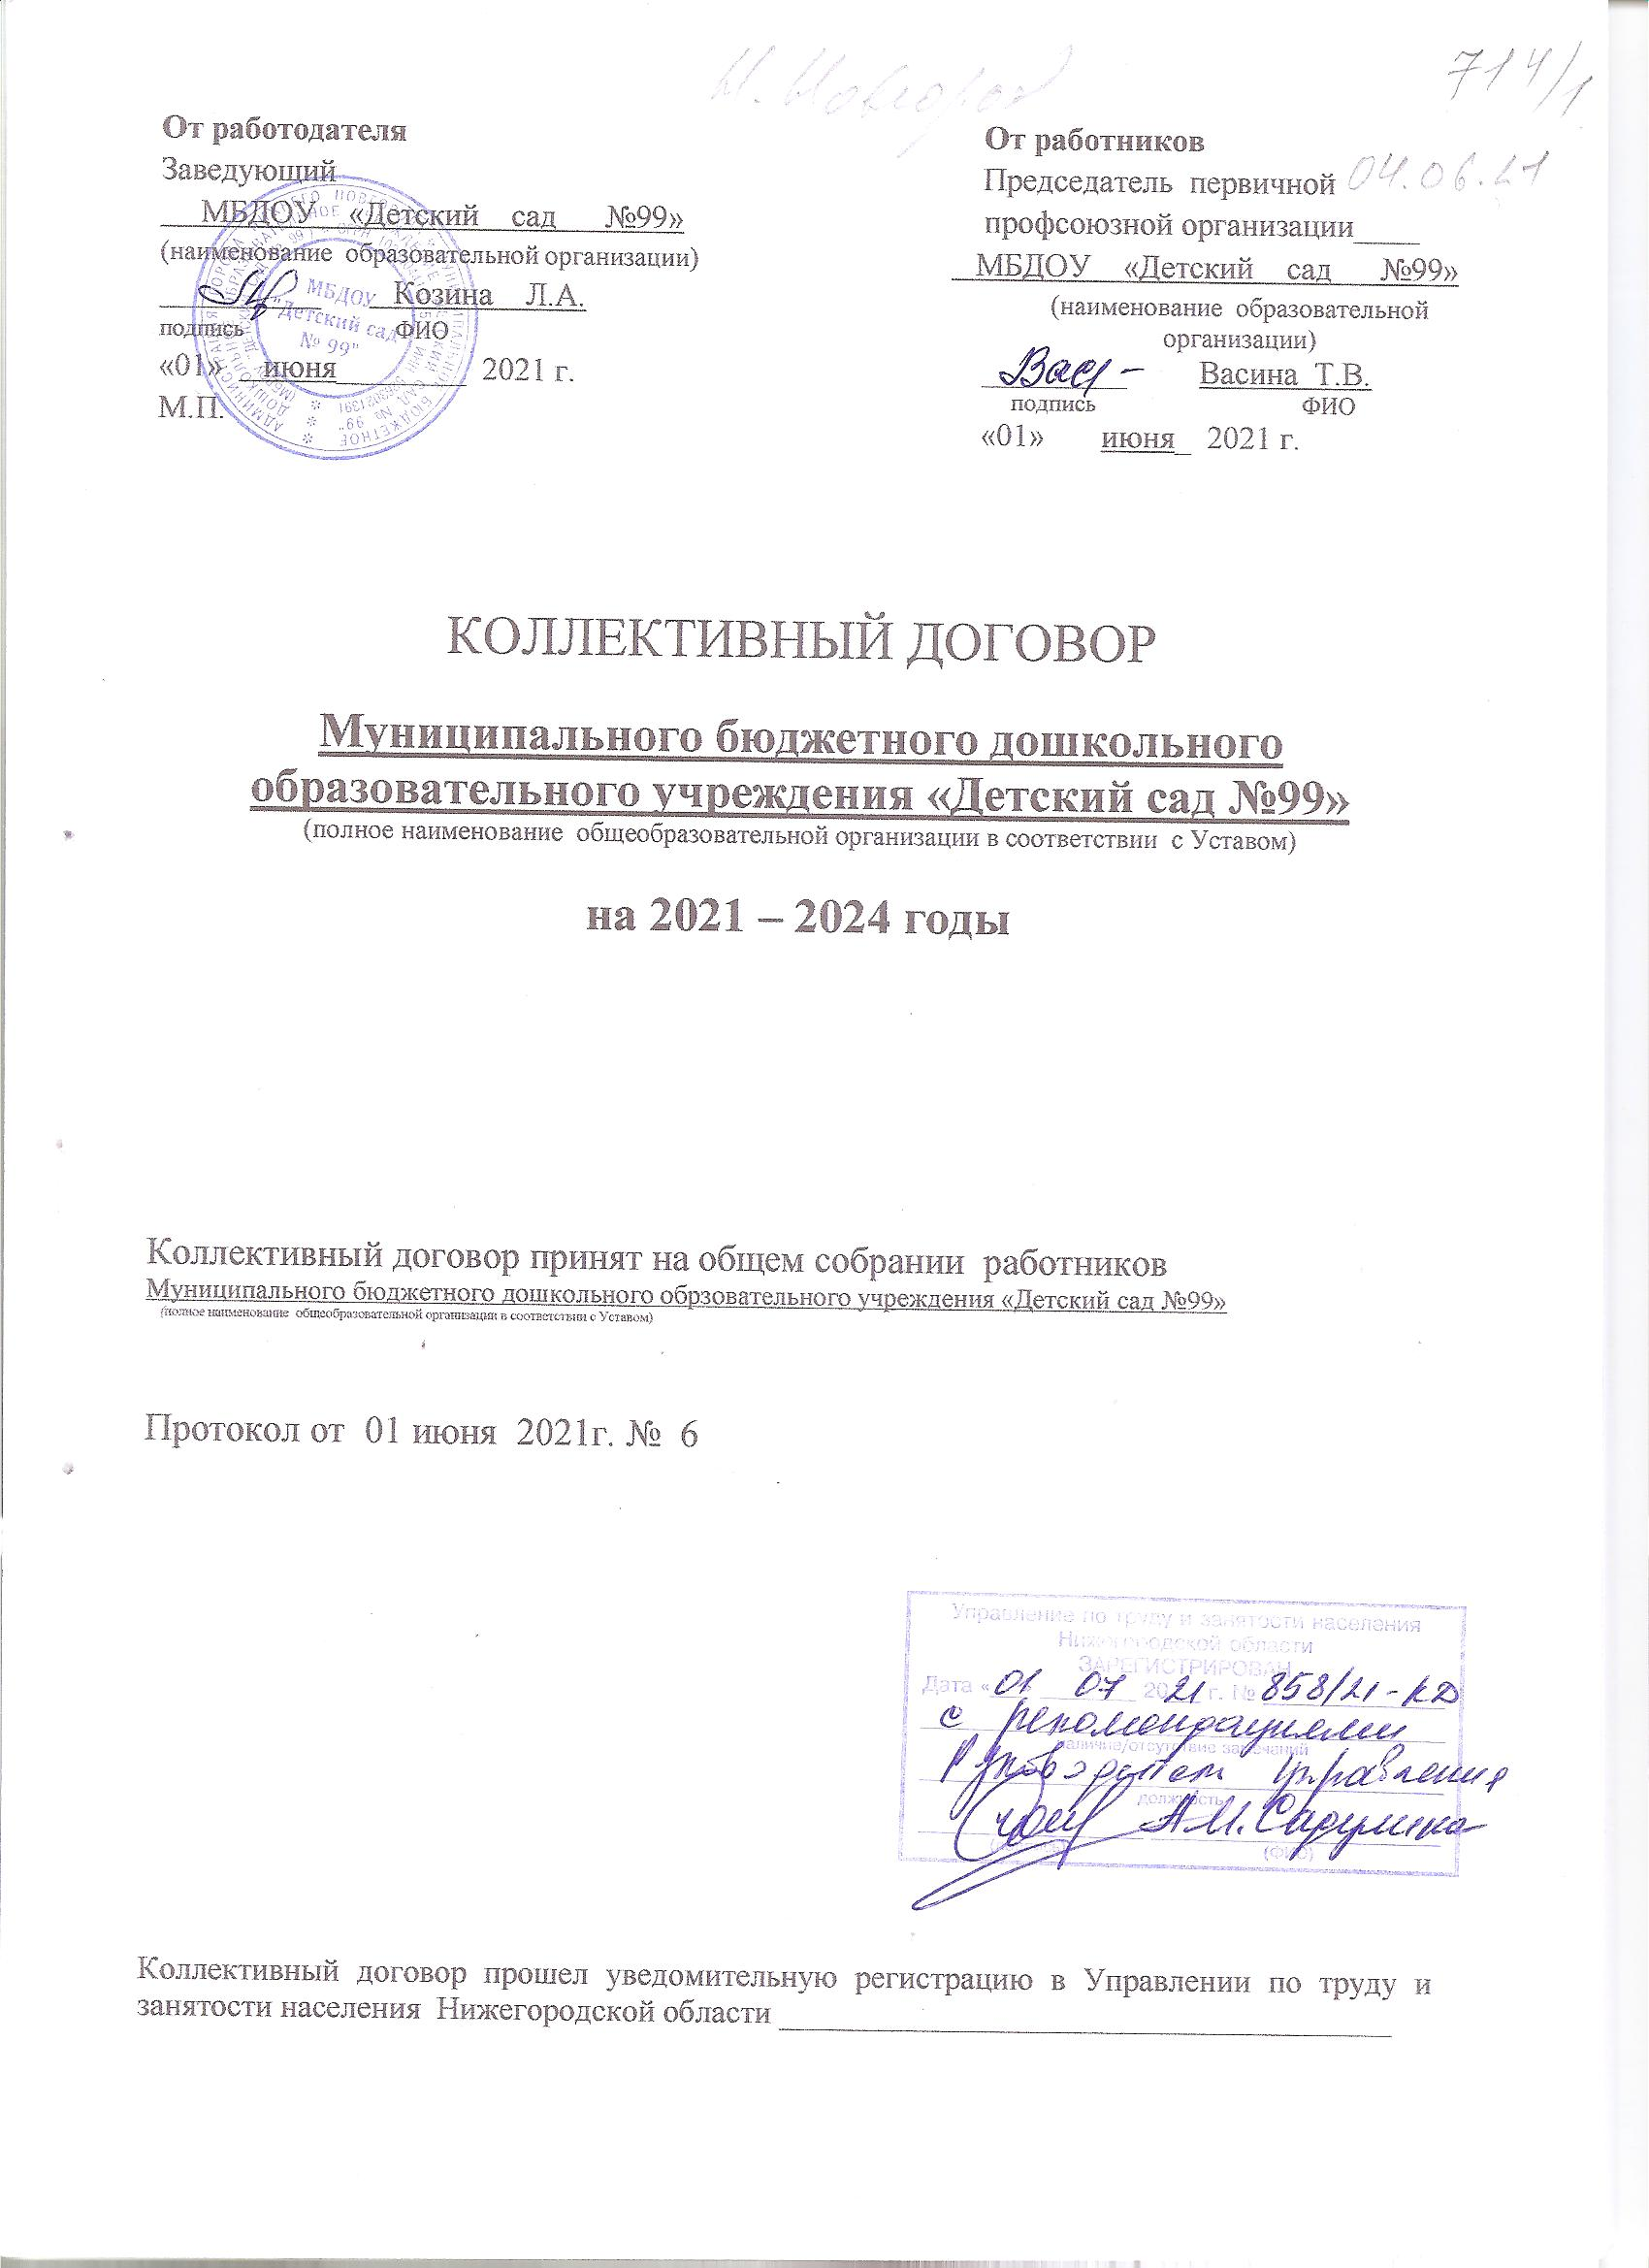 Н. Новгород
714/1
От работодателя
Заведующий
МБДОУ «Детский сад №99»
(наименование образовательной организации)
Козина Л.А.
подпись ФИО
«01» июня 2021 г.
М.П.
МБДОУ
"Детский сад
№ 99"
От работников
04.06.21
Председатель первичной
профсоюзной организации____
МБДОУ «Детский сад №99»
(наименование образовательной
организации)
Васина Т.В.
подпись ФИО
«01» июня_ 2021 г.
КОЛЛЕКТИВНЫЙ ДОГОВОР
Муниципального бюджетного дошкольного
образовательного учреждения «Детский сад №99»
(полное наименование общеобразовательной организации в соответствии с Уставом)
на 2021 – 2024 годы
Коллективный договор принят на общем собрании работников
Муниципального бюджетного дошкольного обрзовательного учреждения «Детский сад №99»
(полное наименование общеобразовательной организации в соответствии с Уставом)
Протокол от 01 июня 2021г. № 6
Управление по труду и занятости населения
Нижегородской области
ЗАРЕГИСТРИРОВАН
Дата «01» 07 2021 г. № 858/21-КД
с рекомендациями
наличие/отсутствие замечаний
Руководитель управления
должность
А.М.
(ФИО)
Коллективный договор прошел уведомительную регистрацию в Управлении по труду и
занятости населения Нижегородской области